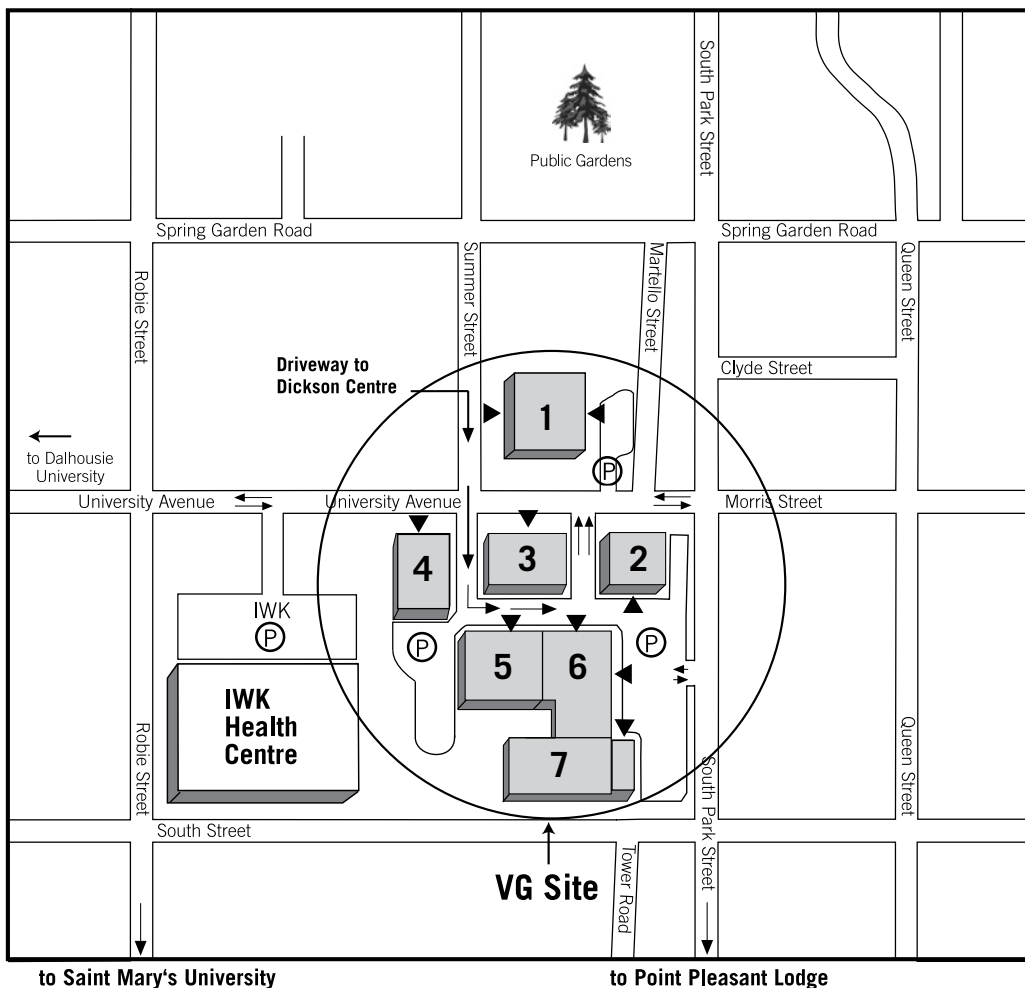 South Park Street
Public Gardens
Spring Garden Road
Spring Garden Road
Robie Street
Summer Street
Martello Street
Queen Street
Driveway to
Dickson Centre
Clyde Street
1
to Dalhousie
University
P
University Avenue
University Avenue
Morris Street
4
3
2
IWK
P
P
P
5
6
IWK
Health
Centre
7
Robie Street
South Park Street
Queen Street
South Street
Tower Road
VG Site
to Saint Mary‘s University
to Point Pleasant Lodge